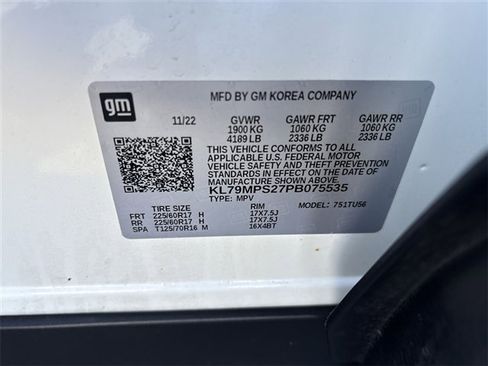 gm
MFD BY GM KOREA COMPANY
11/22 GVWR GAWR FRT GAWR RR
1900 KG 1060 KG 1060 KG
4189 LB 2336 LB 2336 LB
THIS VEHICLE CONFORMS TO ALL
APPLICABLE U.S. FEDERAL MOTOR
VEHICLE SAFETY AND THEFT PREVENTION
STANDARDS IN EFFECT ON THE DATE OF
MANUFACTURE SHOWN ABOVE.
KL79MPS27PB075535
TYPE: MPV MODEL: 751TU56
TIRE SIZE RIM
FRT 225/60R17 H 17X7.5J
RR 225/60R17 H 17X7.5J
SPA T125/70R16 M 16X4BT